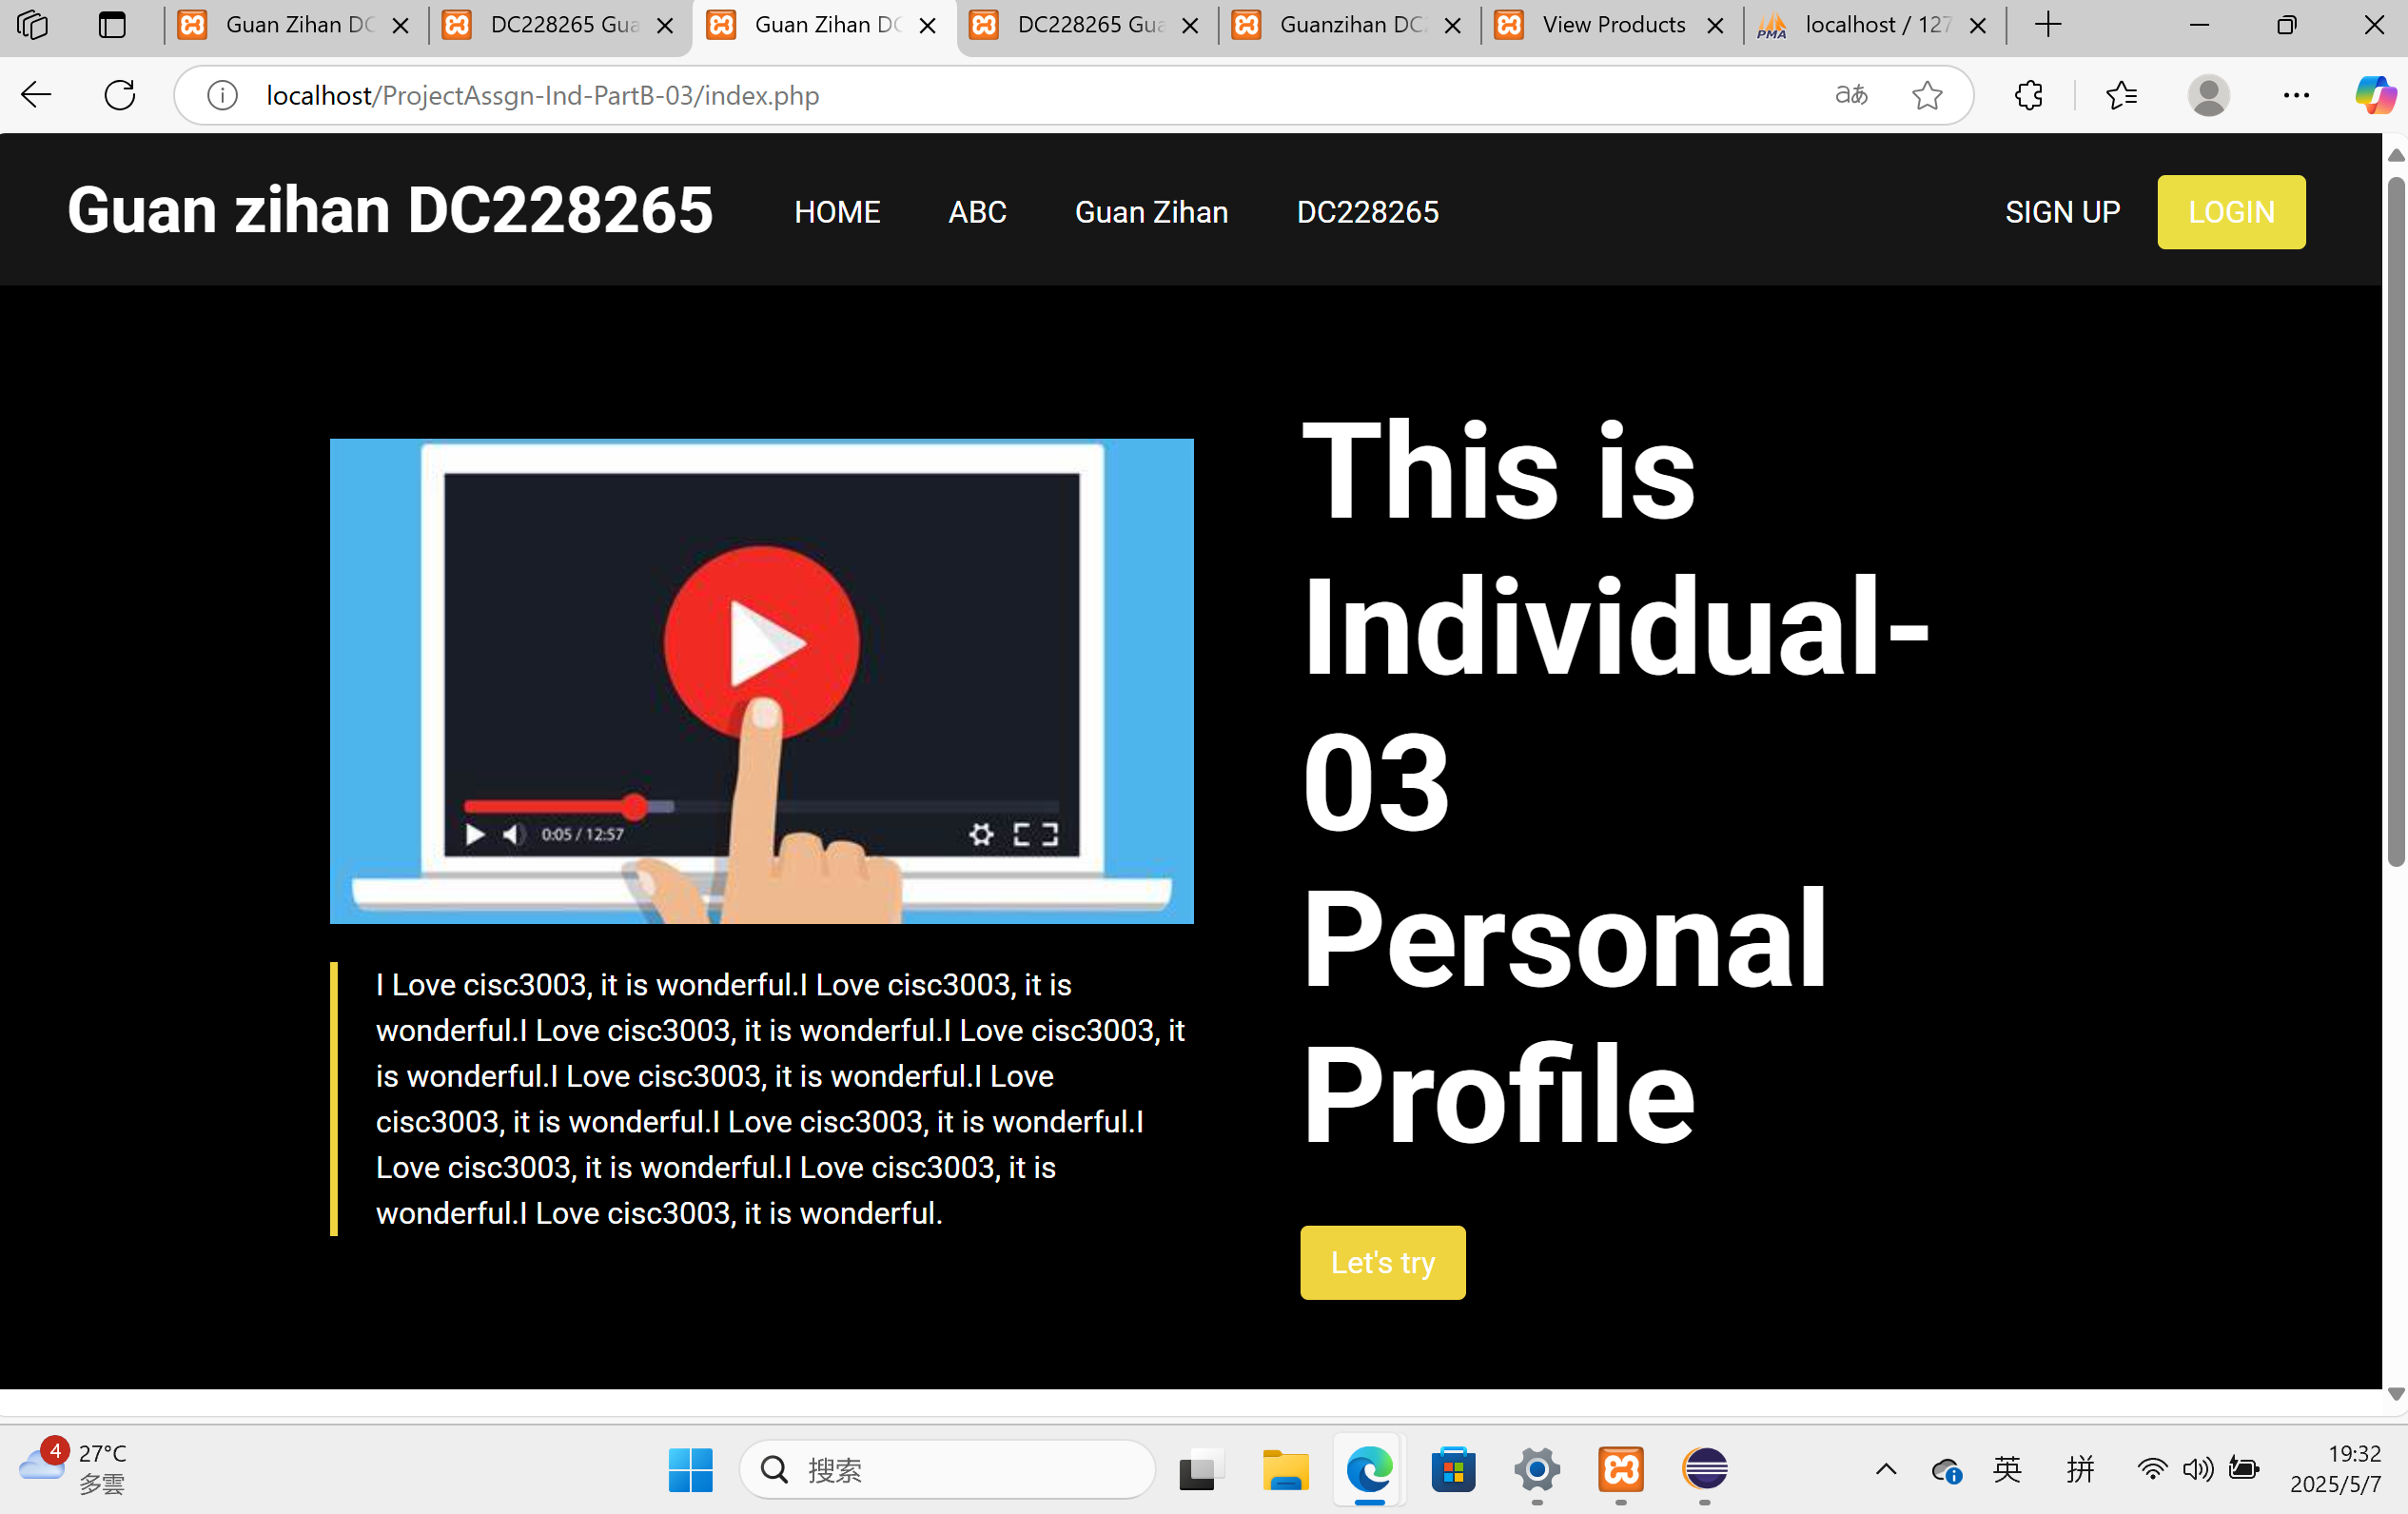 Guan Zihan DC
DC228265 Gua
Guan Zihan DC
DC228265 Gua
Guanzihan DC2
View Products
PMA
localhost / 127
localhost/ProjectAssgn-Ind-PartB-03/index.php
aあ
Guan zihan DC228265
HOME
ABC
Guan Zihan
DC228265
SIGN UP
LOGIN
0:05 / 12:57
I Love cisc3003, it is wonderful.I Love cisc3003, it is
wonderful.I Love cisc3003, it is wonderful.I Love cisc3003, it
is wonderful.I Love cisc3003, it is wonderful.I Love
cisc3003, it is wonderful.I Love cisc3003, it is wonderful.I
Love cisc3003, it is wonderful.I Love cisc3003, it is
wonderful.I Love cisc3003, it is wonderful.
This is
Individual-
03
Personal
Profile
Let's try
4
27°C
多雲
搜索
英
拼
19:32
2025/5/7